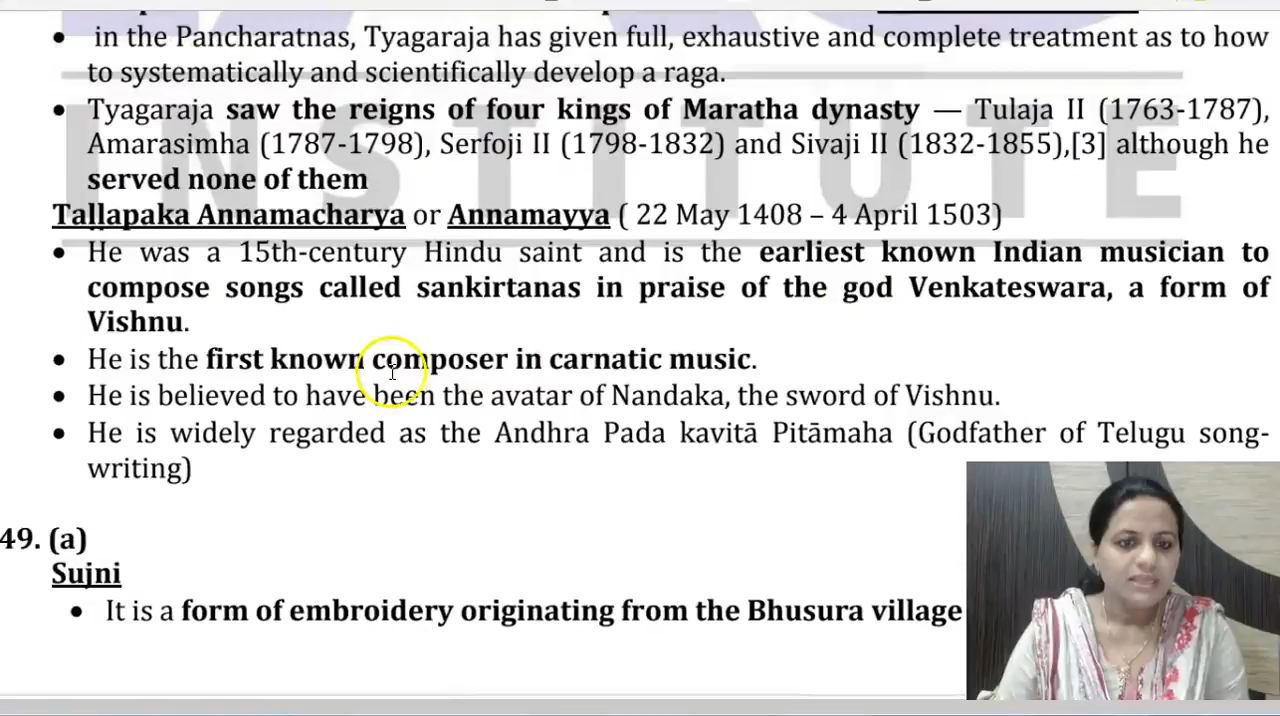 in the Pancharatnas, Tyagaraja has given full, exhaustive and complete treatment as to how
to systematically and scientifically develop a raga.
Tyagaraja saw the reigns of four kings of Maratha dynasty — Tulaja II (1763-1787),
Amarasimha (1787-1798), Serfoji II (1798-1832) and Sivaji II (1832-1855),[3] although he
served none of them
Tallapaka Annamacharya or Annamayya ( 22 May 1408 – 4 April 1503)
He was a 15th-century Hindu saint and is the earliest known Indian musician to
compose songs called sankirtanas in praise of the god Venkateswara, a form of
Vishnu.
He is the first known composer in carnatic music.
He is believed to have been the avatar of Nandaka, the sword of Vishnu.
He is widely regarded as the Andhra Pada kavitā Pitāmaha (Godfather of Telugu song-
writing)
49. (a)
Sujni
It is a form of embroidery originating from the Bhusura village
INSTITUTE